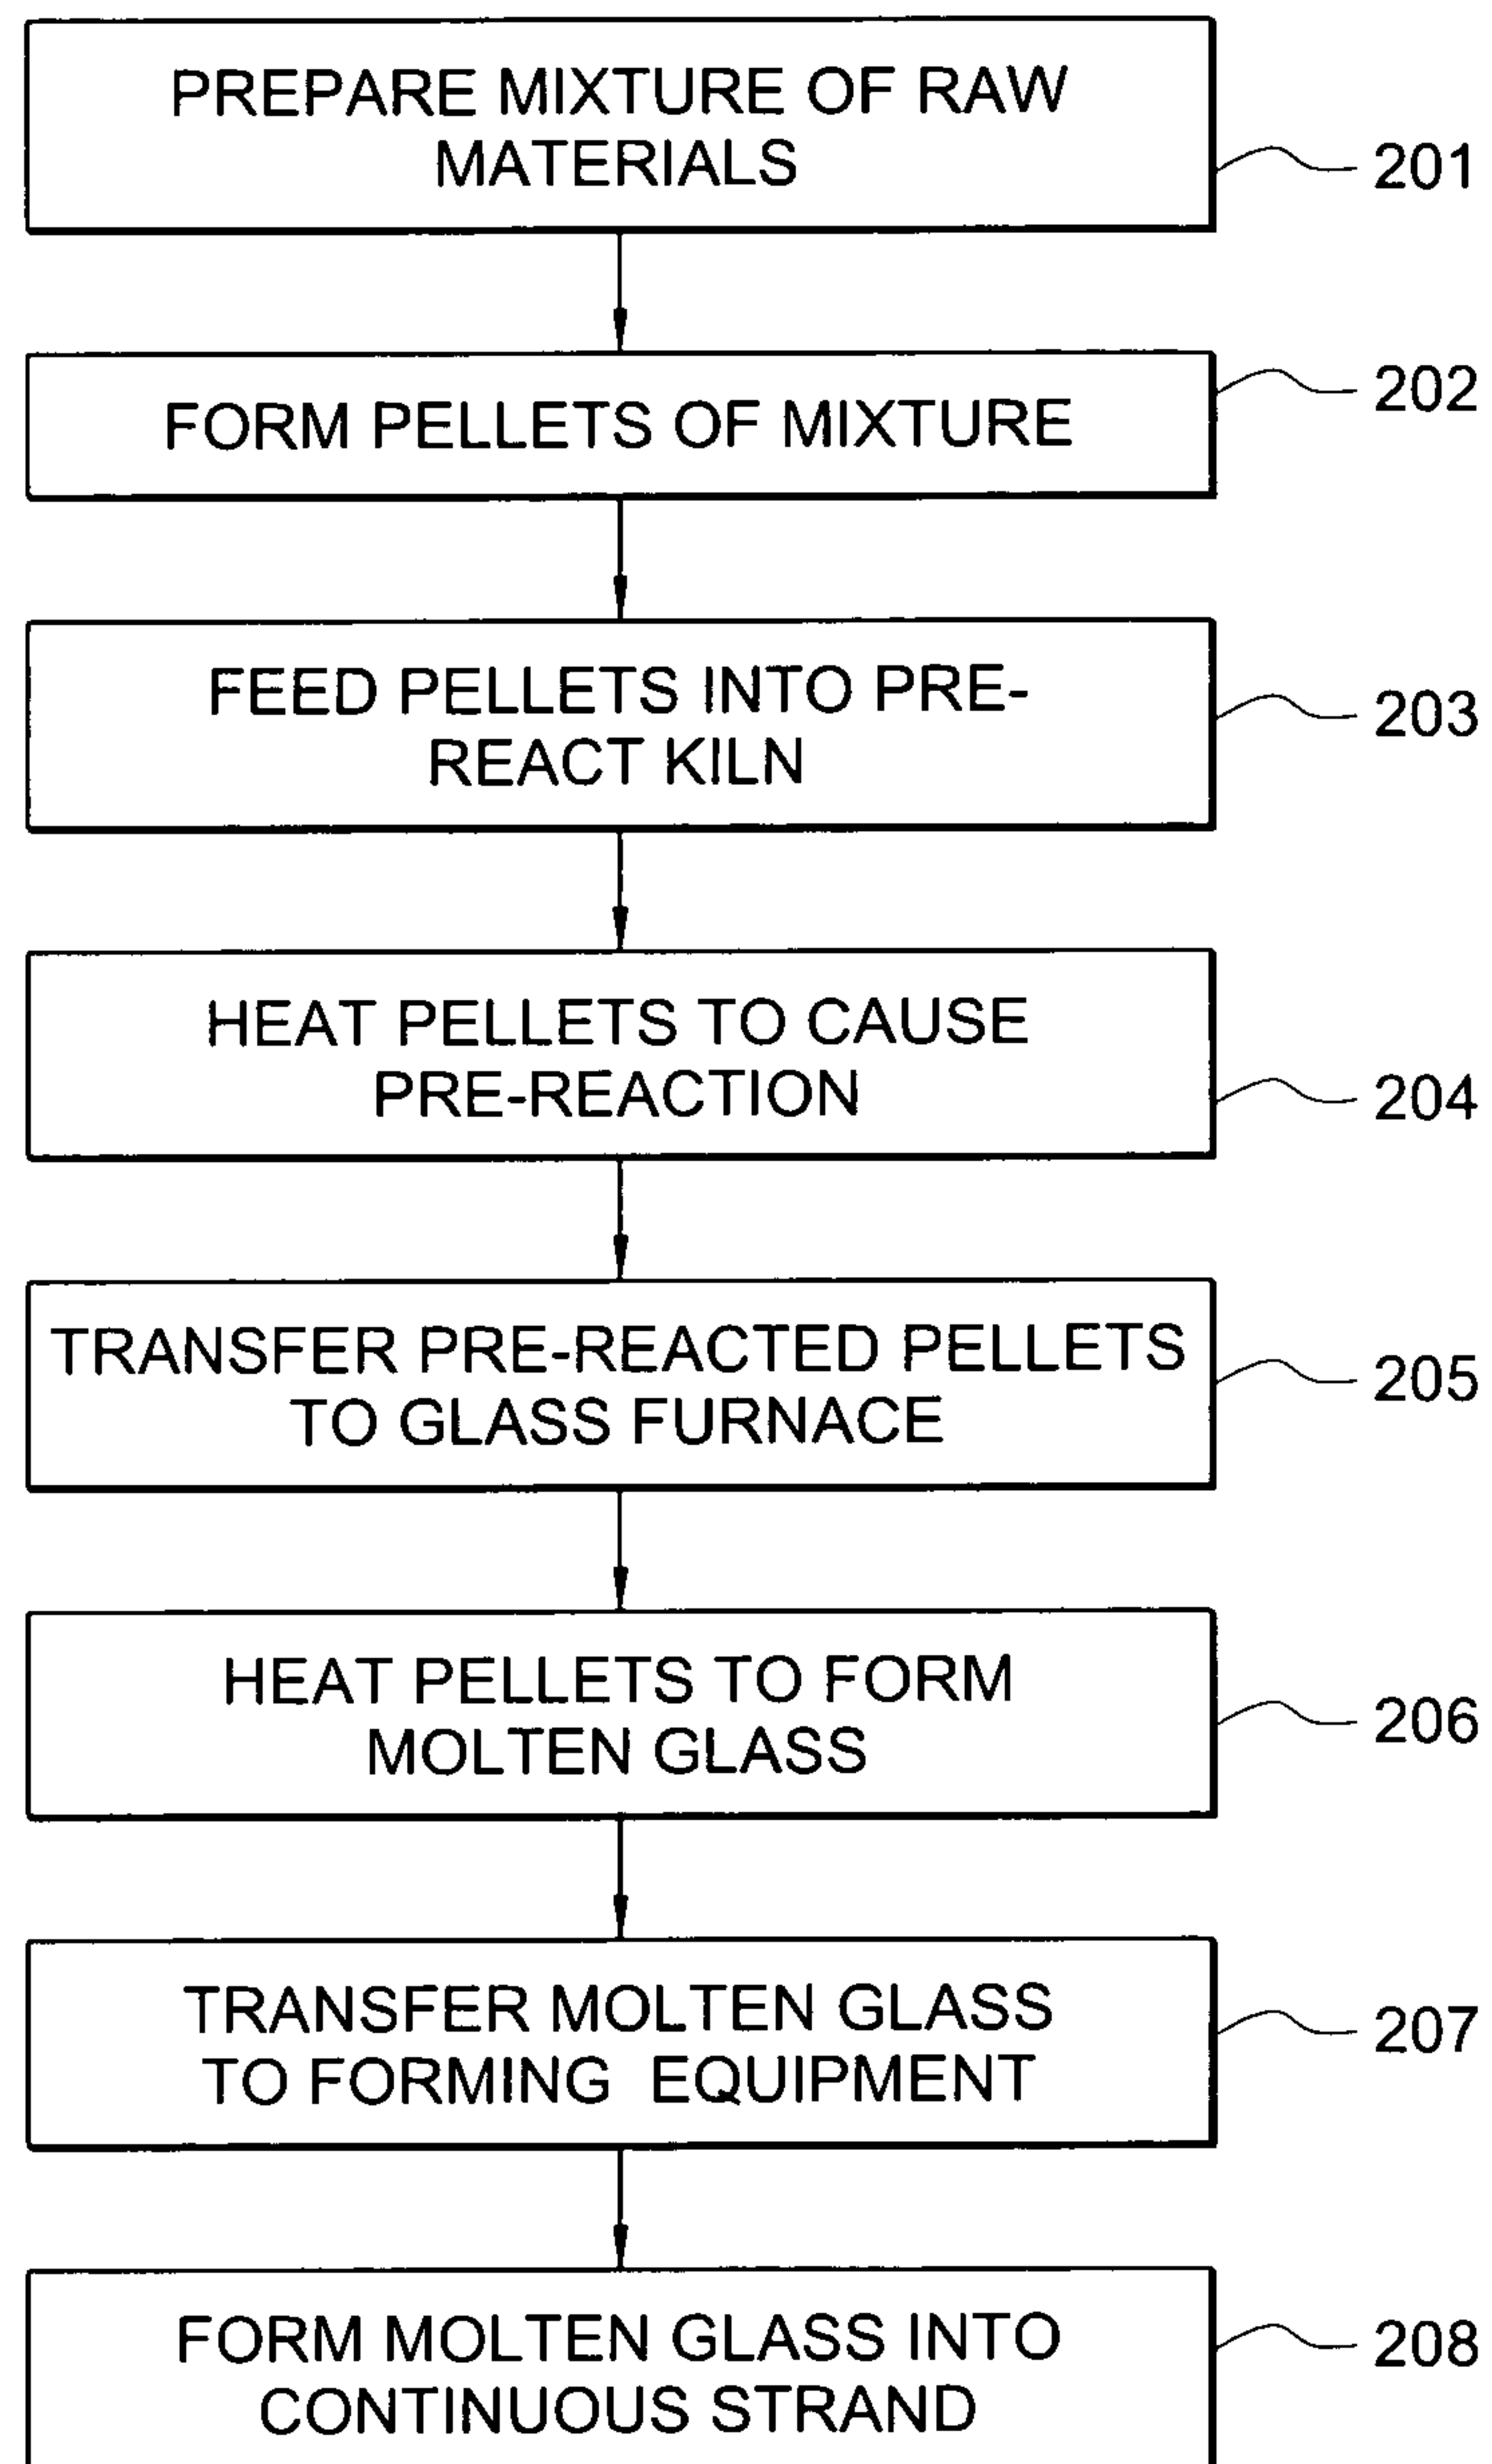 PREPARE MIXTURE OF RAW
MATERIALS
201
FORM PELLETS OF MIXTURE
202
FEED PELLETS INTO PRE-
REACT KILN
203
HEAT PELLETS TO CAUSE
PRE-REACTION
204
TRANSFER PRE-REACTED PELLETS
TO GLASS FURNACE
205
HEAT PELLETS TO FORM
MOLTEN GLASS
206
TRANSFER MOLTEN GLASS
TO FORMING EQUIPMENT
207
FORM MOLTEN GLASS INTO
CONTINUOUS STRAND
208